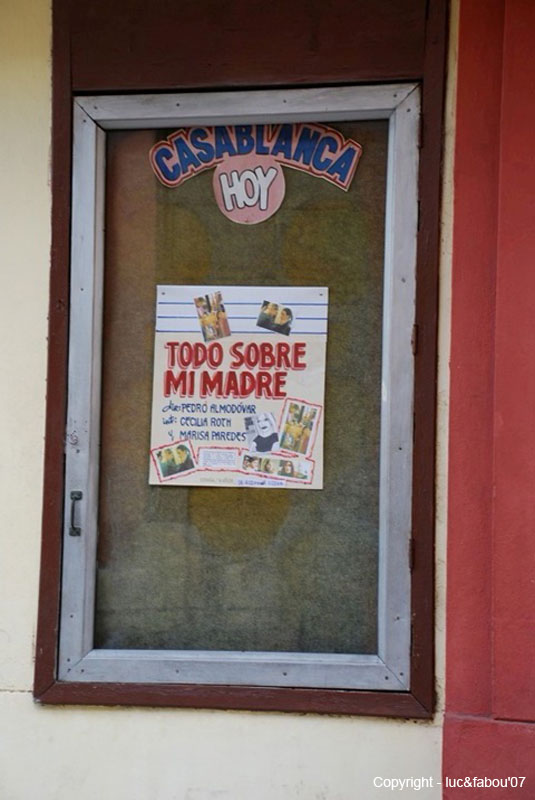 CASABLANCA
HOY
TODO SOBRE
MI MADRE
PEDRO ALMODÓVAR
CECILIA ROTH
Y MARISA PAREDES
Copyright - luc&fabou'07